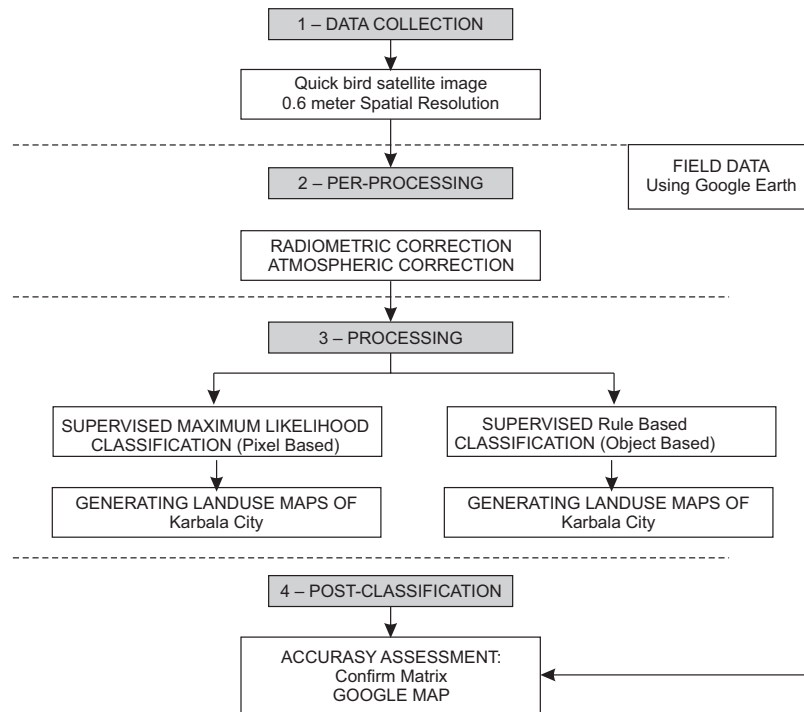 1 – DATA COLLECTION
Quick bird satellite image
0.6 meter Spatial Resolution
FIELD DATA
Using Google Earth
2 – PER-PROCESSING
RADIOMETRIC CORRECTION
ATMOSPHERIC CORRECTION
3 – PROCESSING
SUPERVISED MAXIMUM LIKELIHOOD
CLASSIFICATION (Pixel Based)
SUPERVISED Rule Based
CLASSIFICATION (Object Based)
GENERATING LANDUSE MAPS OF
Karbala City
GENERATING LANDUSE MAPS OF
Karbala City
4 – POST-CLASSIFICATION
ACCURASY ASSESSMENT:
Confirm Matrix
GOOGLE MAP